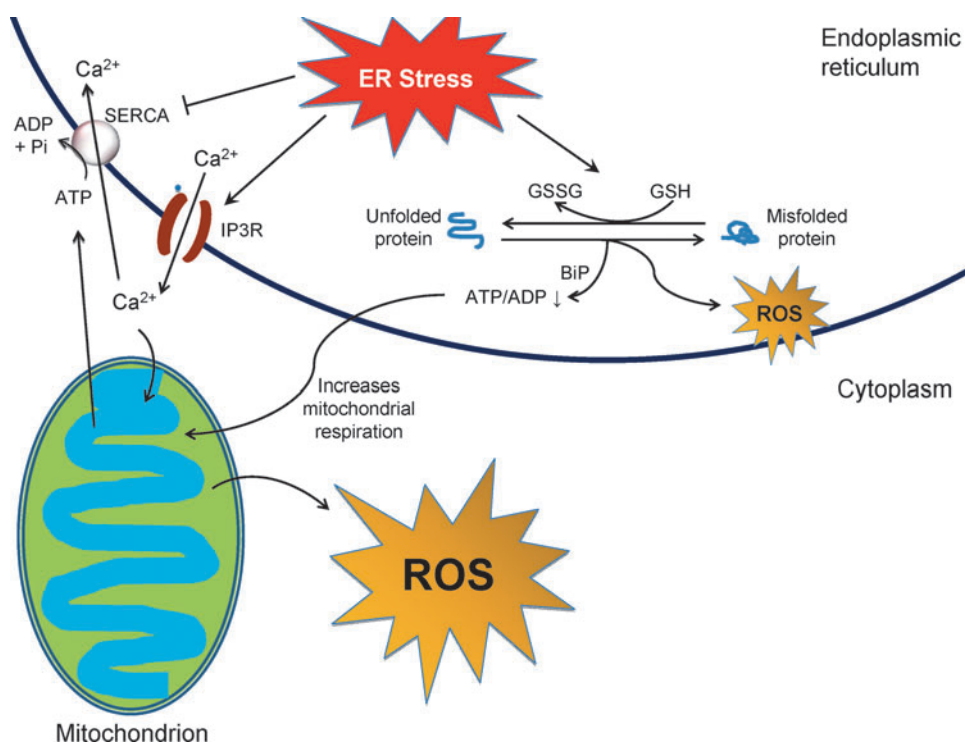 Endoplasmic
reticulum
ER Stress
Ca²⁺
SERCA
ADP
+ Pi
ATP
Ca²⁺
IP3R
GSSG
GSH
Unfolded
protein
Misfolded
protein
BiP
ATP/ADP ↓
ROS
Ca²⁺
Increases
mitochondrial
respiration
Cytoplasm
ROS
Mitochondrion